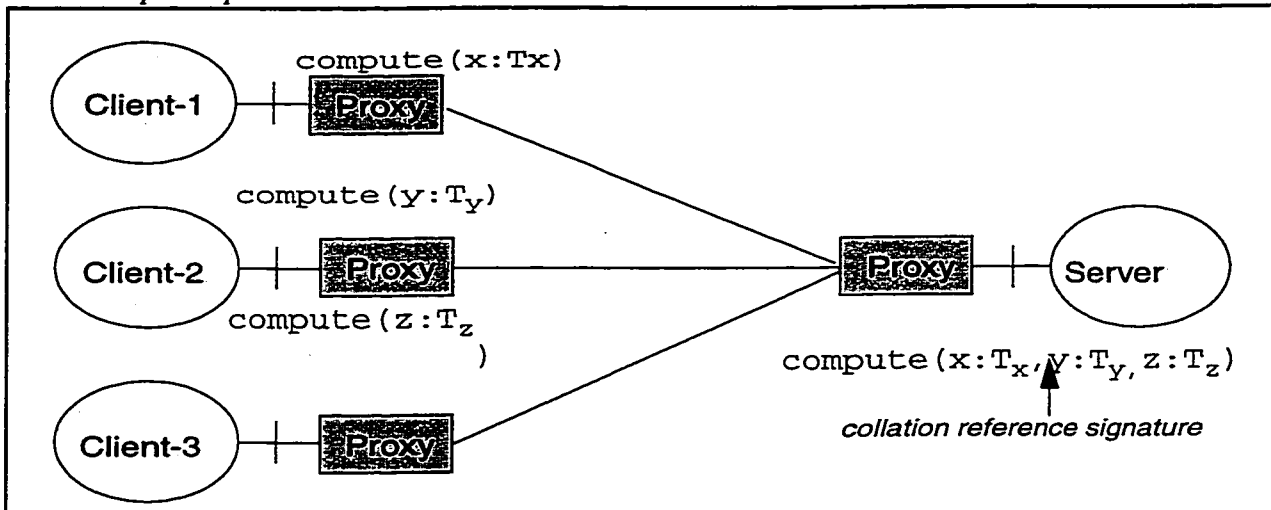 compute(x:Tx)
Client-1
Proxy
compute(y:Ty)
Client-2
Proxy
Proxy
Server
compute(z:Tz
)
compute(x:Tx,y:Ty,z:Tz)
collation reference signature
Client-3
Proxy